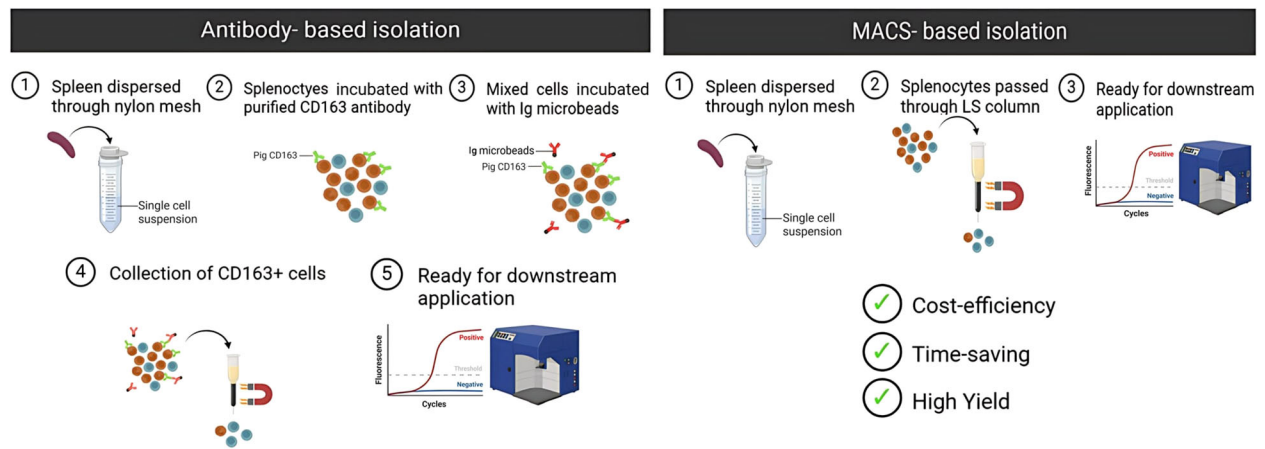 Antibody- based isolation
1
Spleen dispersed
through nylon mesh
Single cell
suspension
2
Splenoctyes incubated with
purified CD163 antibody
Pig CD163
3
Mixed cells incubated
with Ig microbeads
Ig microbeads
Pig CD163
4
Collection of CD163+ cells
5
Ready for downstream
application
Fluorescence
Positive
Threshold
Negative
Cycles
MACS- based isolation
1
Spleen dispersed
through nylon mesh
Single cell
suspension
2
Splenocytes passed
through LS column
3
Ready for downstream
application
Fluorescence
Positive
Threshold
Negative
Cycles
Cost-efficiency
Time-saving
High Yield